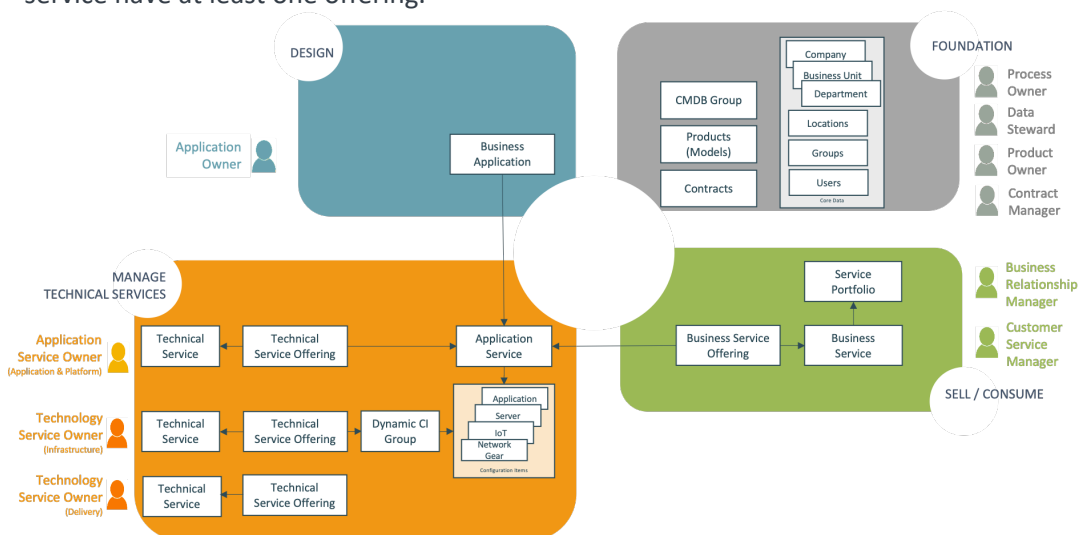 service have at least one offering.
DESIGN
FOUNDATION
Company
Business Unit
Department
Process
Owner
CMDB Group
Data
Steward
Locations
Products
(Models)
Application
Owner
Business
Application
Groups
Product
Owner
Contracts
Users
Core Data
Contract
Manager
MANAGE
TECHNICAL SERVICES
Service
Portfolio
Business
Relationship
Manager
Application
Service Owner
(Application & Platform)
Technical
Service
Technical
Service Offering
Application
Service
Business Service
Offering
Business
Service
Customer
Service
Manager
SELL / CONSUME
Application
Server
IoT
Network
Gear
Configuration Items
Technology
Service Owner
(Infrastructure)
Technical
Service
Technical
Service Offering
Dynamic CI
Group
Technology
Service Owner
(Delivery)
Technical
Service
Technical
Service Offering